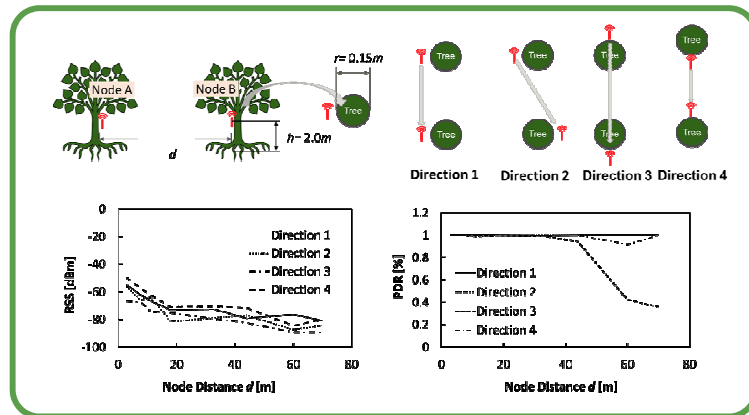 Node A
Node B
d
r=0.15m
Tree
h=2.0m
Tree
Tree
Tree
Tree
Tree
Tree
Tree
Tree
Direction 1
Direction 2
Direction 3
Direction 4
RSS [dBm]
0
-20
-40
-60
-80
-100
Direction 1
Direction 2
Direction 3
Direction 4
0
20
40
60
80
Node Distance d [m]
PDR [%]
1.2
1
0.8
0.6
0.4
0.2
0
Direction 1
Direction 2
Direction 3
Direction 4
0
20
40
60
80
Node Distance d [m]